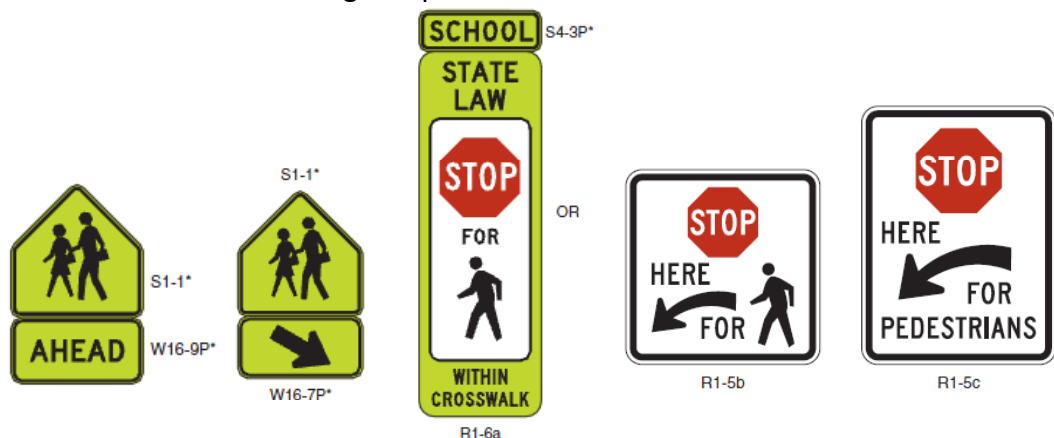 SCHOOL
S4-3P*
STATE
LAW
STOP
FOR
WITHIN
CROSSWALK
R1-6a
S1-1*
AHEAD
W16-9P*
S1-1*
W16-7P*
OR
STOP
HERE
FOR
R1-5b
STOP
HERE
FOR
PEDESTRIANS
R1-5c